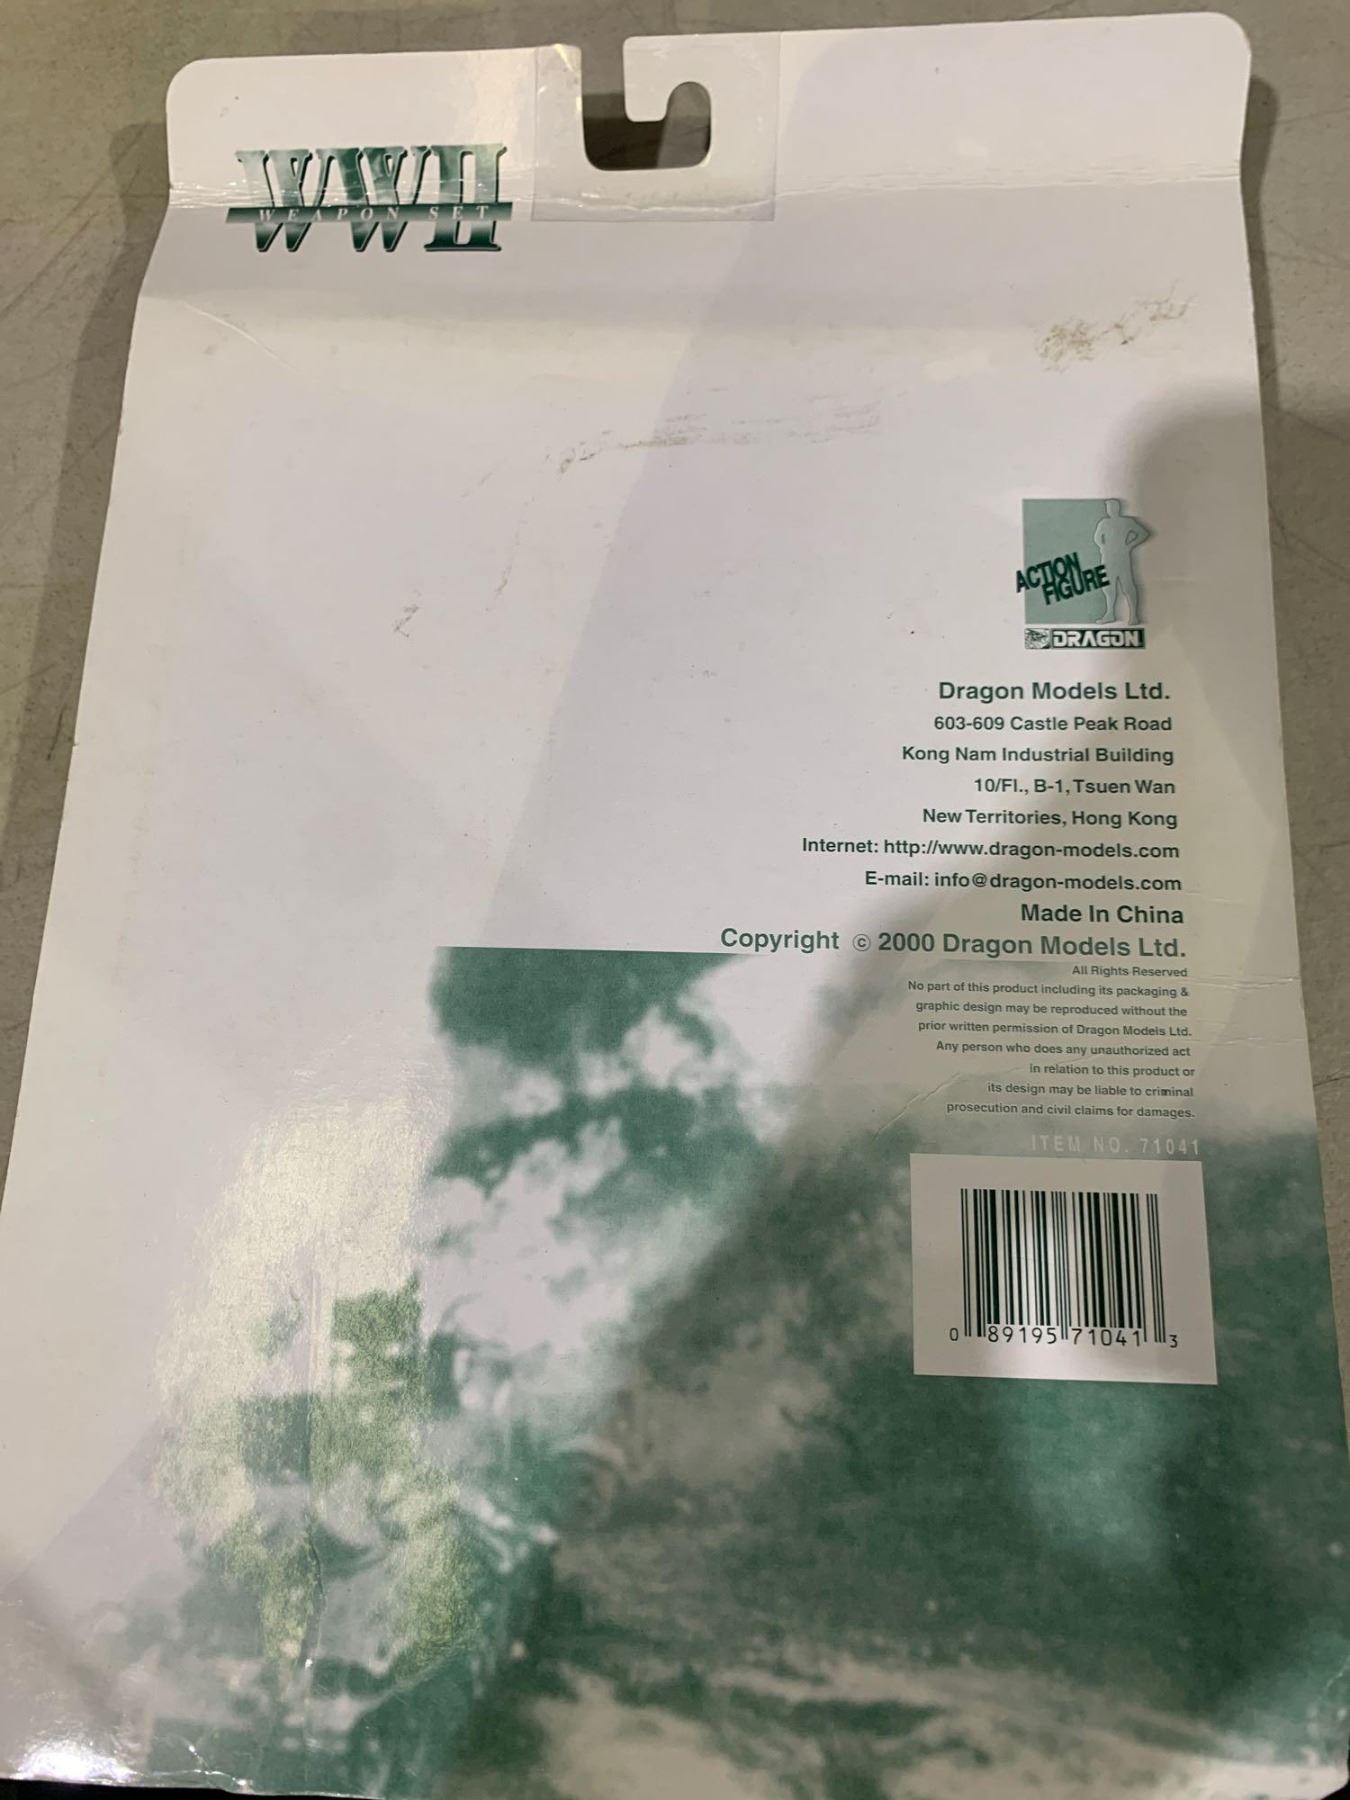 WWII
WEAPON SET
ACTION
FIGURE
DRAGON
Dragon Models Ltd.
603-609 Castle Peak Road
Kong Nam Industrial Building
10/Fl., B-1, Tsuen Wan
New Territories, Hong Kong
Internet: http://www.dragon-models.com
E-mail: info@dragon-models.com
Made In China
Copyright © 2000 Dragon Models Ltd.
All Rights Reserved
No part of this product including its packaging &
graphic design may be reproduced without the
prior written permission of Dragon Models Ltd.
Any person who does any unauthorized act
in relation to this product or
its design may be liable to criminal
prosecution and civil claims for damages.
ITEM NO. 71041
0 89195 71041 3